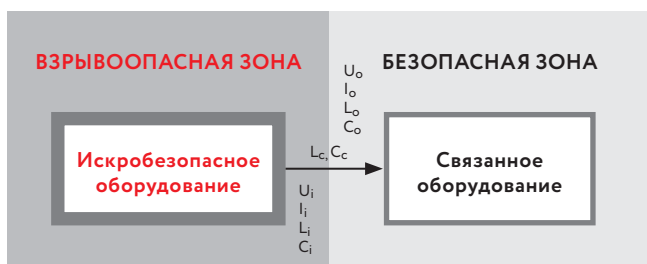 ВЗРЫВООПАСНАЯ ЗОНА
БЕЗОПАСНАЯ ЗОНА
Uo
Io
Lo
Co
Искробезопасное
оборудование
Lc, Cc
Связанное
оборудование
Ui
Ii
Li
Ci